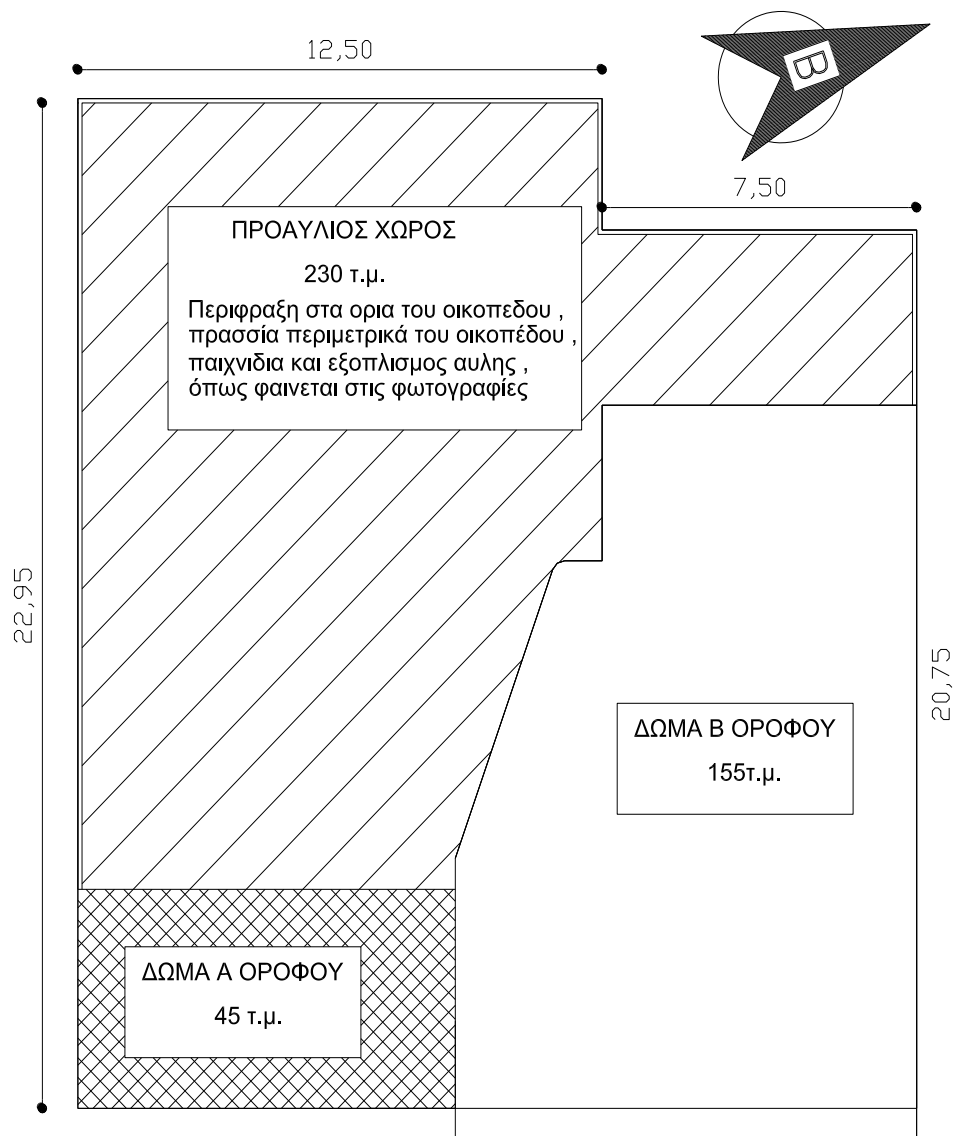 12,50
B
7,50
ΠΡΟΑΥΛΙΟΣ ΧΩΡΟΣ
230 τ.μ.
Περιφραξη στα ορια του οικοπεδου ,
πρασσία περιμετρικά του οικοπέδου ,
παιχνιδια και εξοπλισμος αυλης ,
όπως φαινεται στις φωτογραφίες
22,95
20,75
ΔΩΜΑ Β ΟΡΟΦΟΥ
155τ.μ.
ΔΩΜΑ Α ΟΡΟΦΟΥ
45 τ.μ.